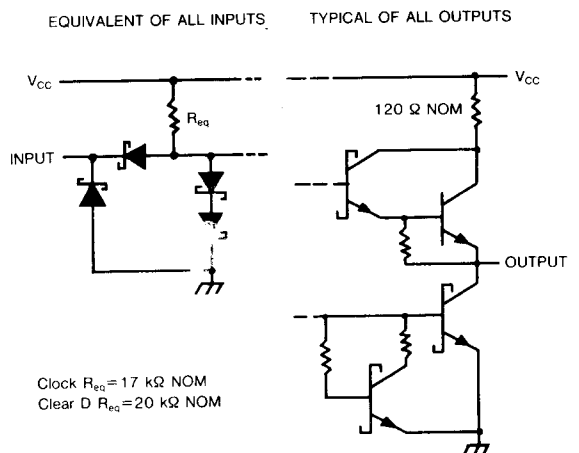 EQUIVALENT OF ALL INPUTS
TYPICAL OF ALL OUTPUTS
VCC
Req
INPUT
VCC
120 Ω NOM
OUTPUT
Clock Req=17 kΩ NOM
Clear D Req=20 kΩ NOM